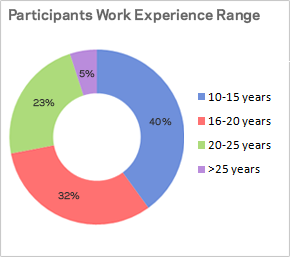 Participants Work Experience Range
5%
40%
23%
32%
10-15 years
16-20 years
20-25 years
>25 years